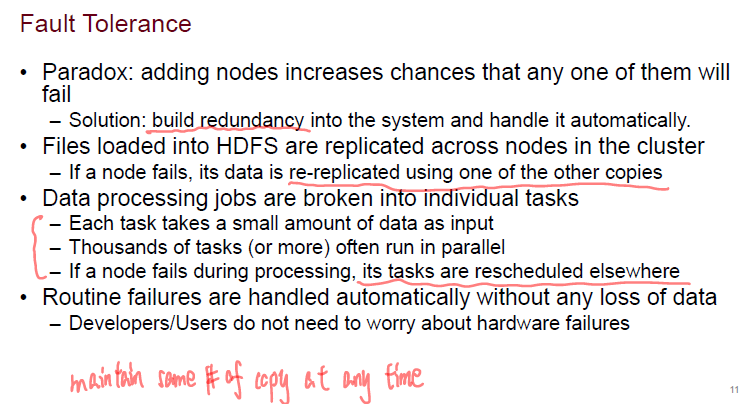 Fault Tolerance
• Paradox: adding nodes increases chances that any one of them will
fail
– Solution: build redundancy into the system and handle it automatically.
• Files loaded into HDFS are replicated across nodes in the cluster
– If a node fails, its data is re-replicated using one of the other copies
• Data processing jobs are broken into individual tasks
– Each task takes a small amount of data as input
– Thousands of tasks (or more) often run in parallel
– If a node fails during processing, its tasks are rescheduled elsewhere
• Routine failures are handled automatically without any loss of data
– Developers/Users do not need to worry about hardware failures
maintain same # of copy at any time
11